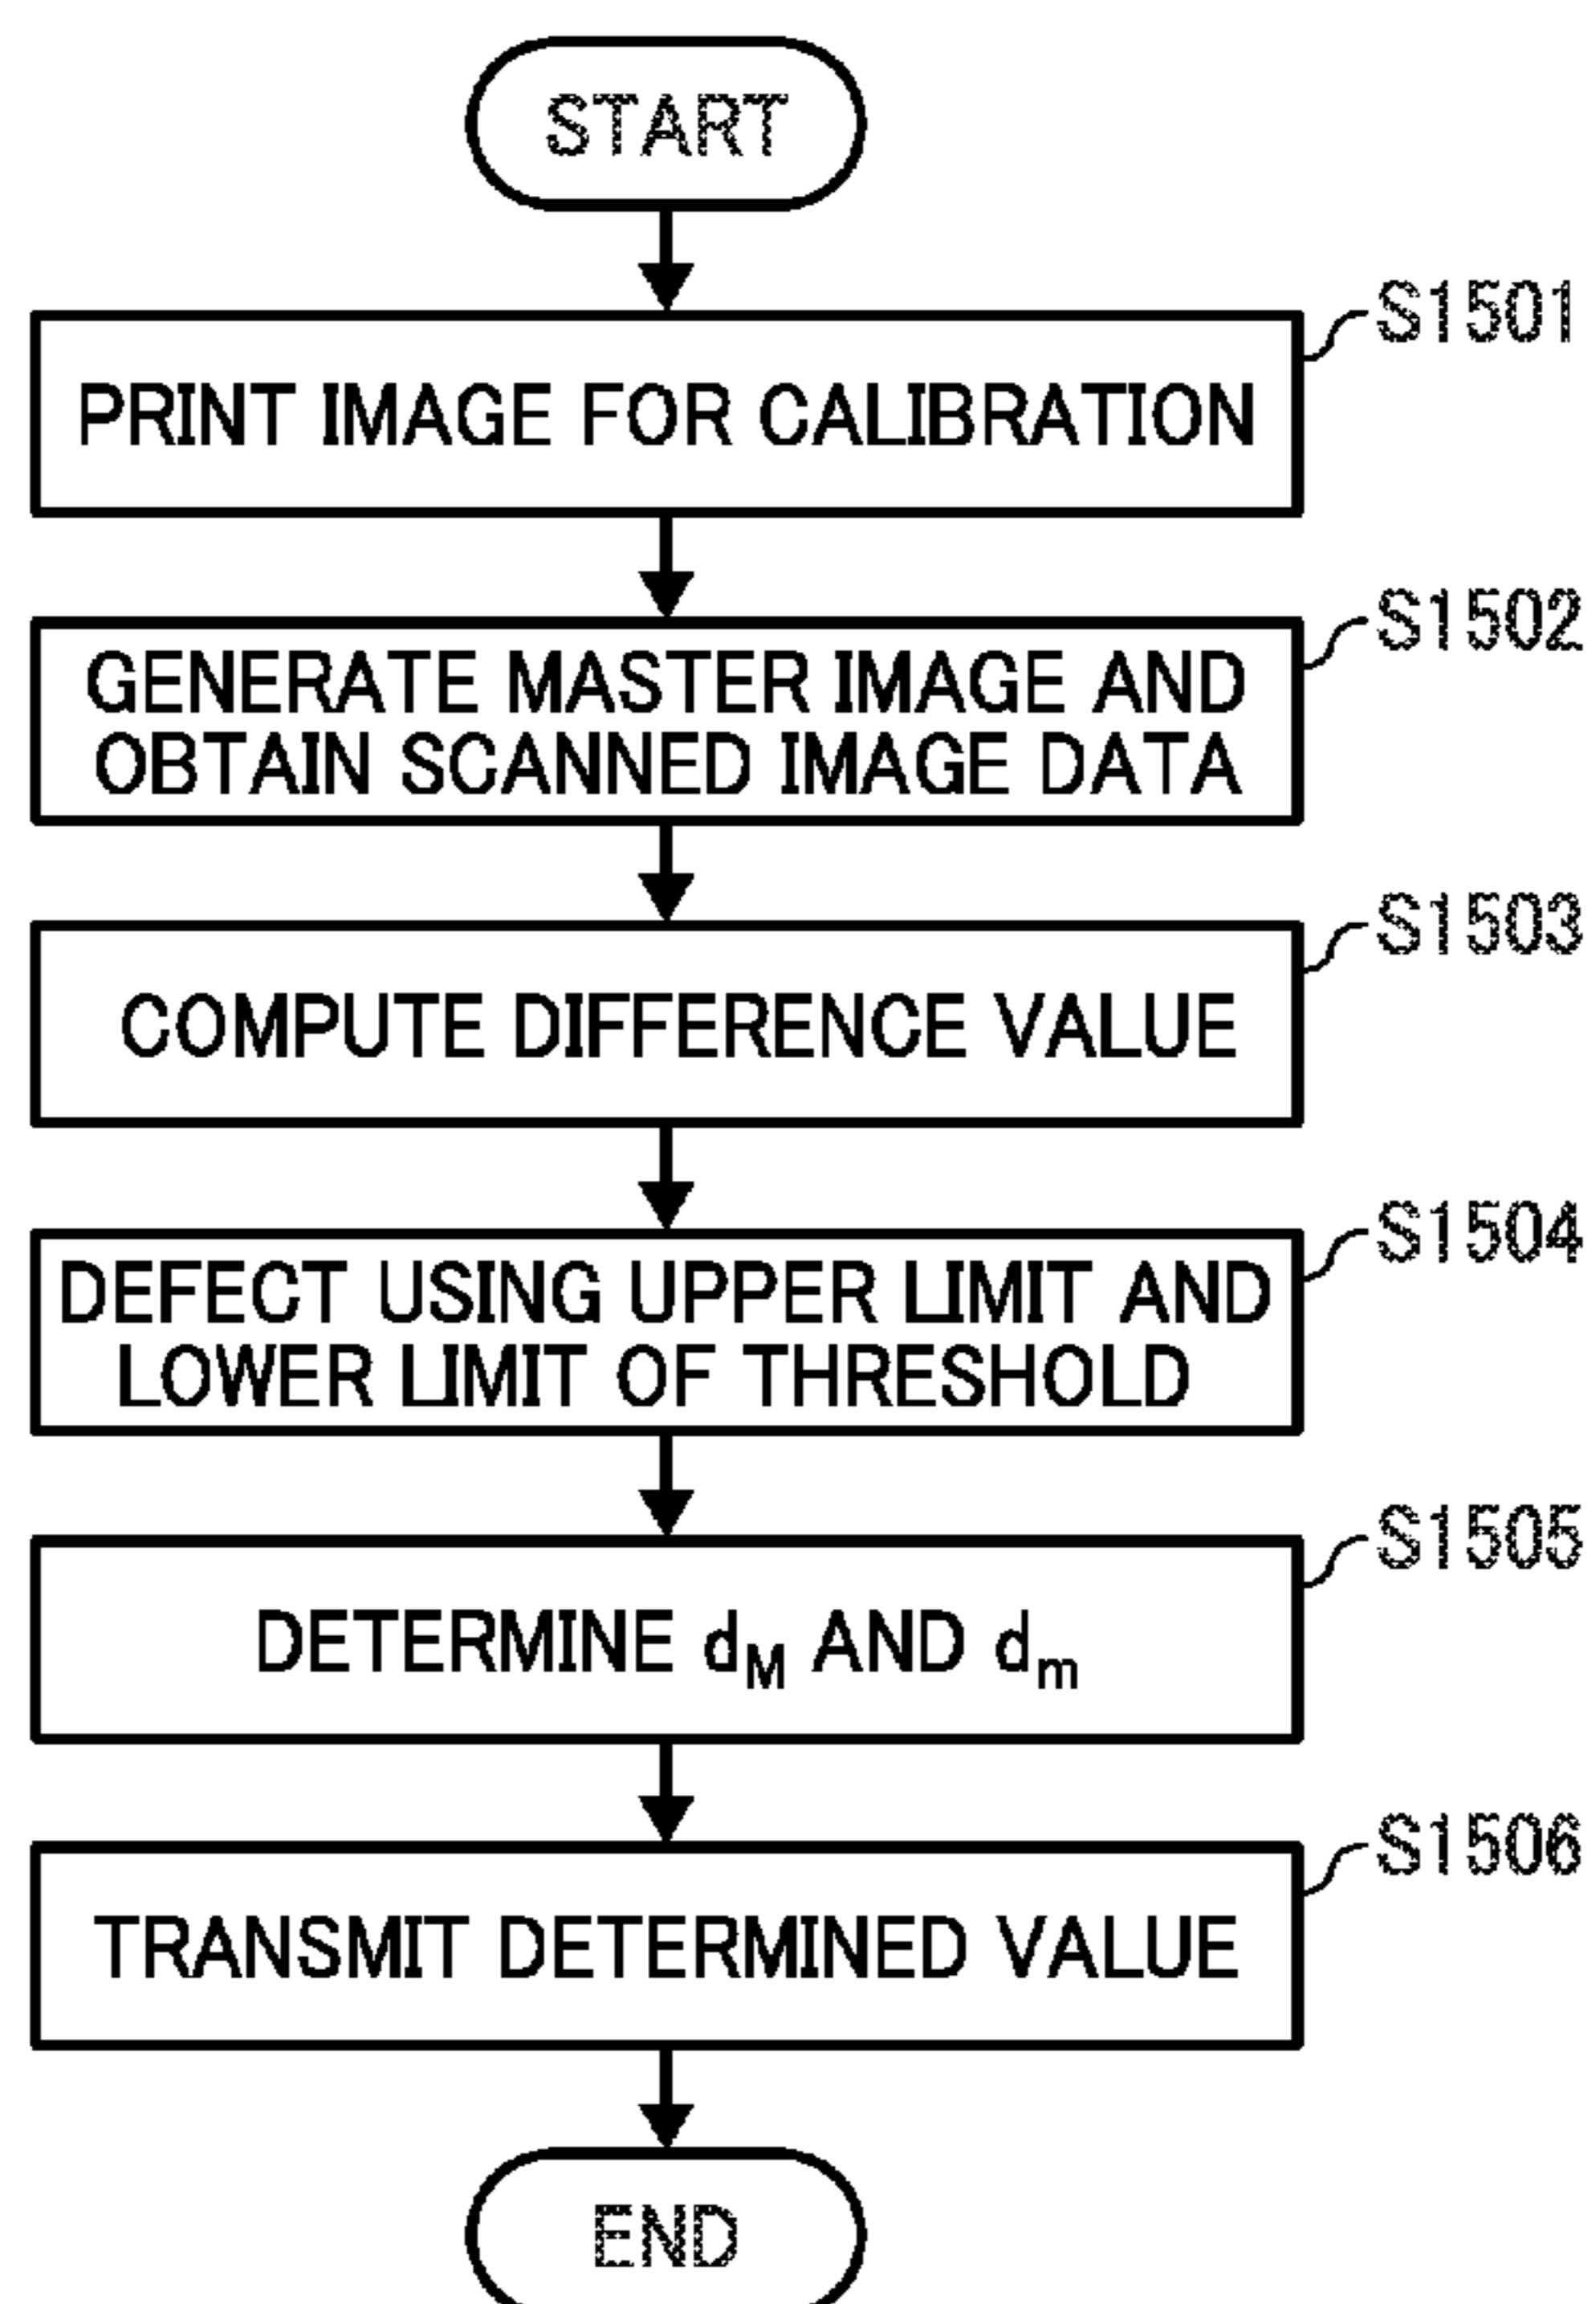 START
S1501
PRINT IMAGE FOR CALIBRATION
S1502
GENERATE MASTER IMAGE AND
OBTAIN SCANNED IMAGE DATA
S1503
COMPUTE DIFFERENCE VALUE
S1504
DEFECT USING UPPER LIMIT AND
LOWER LIMIT OF THRESHOLD
S1505
DETERMINE dM AND dm
S1506
TRANSMIT DETERMINED VALUE
END